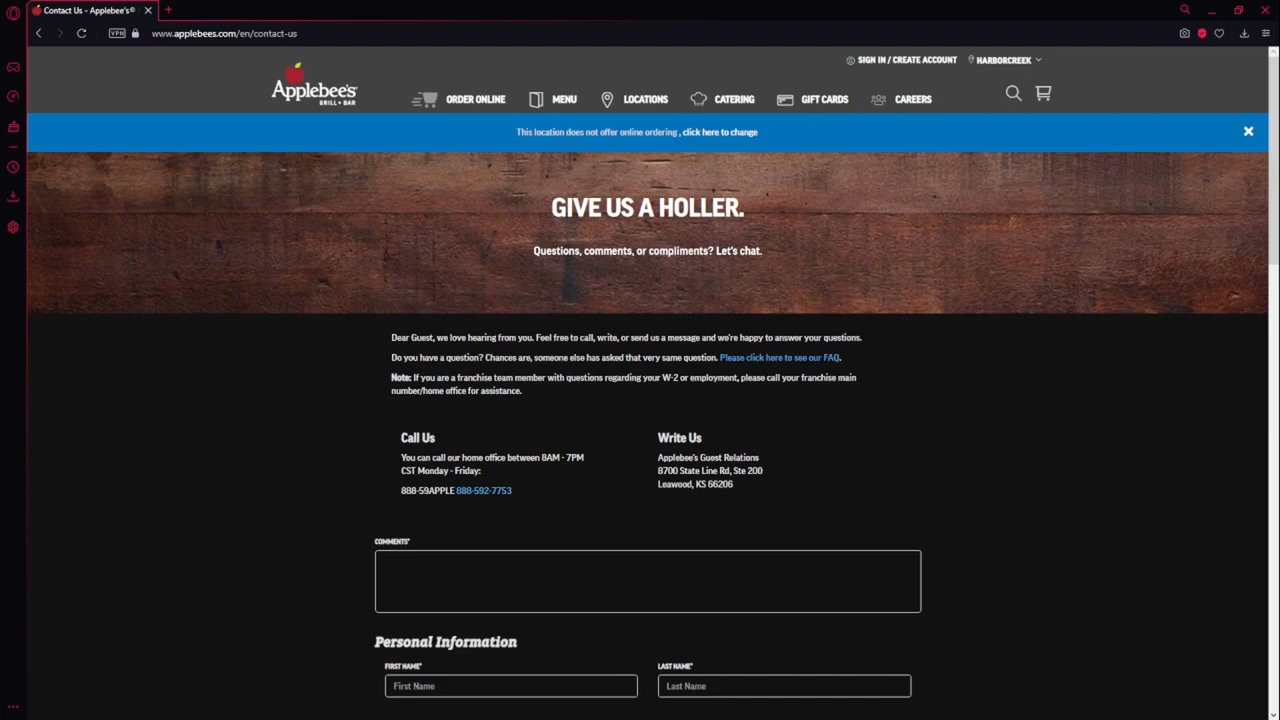 Contact Us - Applebee's®
VPN
www.applebees.com/en/contact-us
SIGN IN / CREATE ACCOUNT
HARBORCREEK
Applebee's
GRILL + BAR
ORDER ONLINE
MENU
LOCATIONS
CATERING
GIFT CARDS
CAREERS
This location does not offer online ordering , click here to change
GIVE US A HOLLER.
Questions, comments, or compliments? Let's chat.
Dear Guest, we love hearing from you. Feel free to call, write, or send us a message and we're happy to answer your questions.
Do you have a question? Chances are, someone else has asked that very same question. Please click here to see our FAQ.
Note: If you are a franchise team member with questions regarding your W-2 or employment, please call your franchise main
number/home office for assistance.
Call Us
You can call our home office between 8AM - 7PM
CST Monday - Friday:
888-59APPLE 888-592-7753
Write Us
Applebee's Guest Relations
8700 State Line Rd, Ste 200
Leawood, KS 66206
COMMENTS*
Personal Information
FIRST NAME*
LAST NAME*
First Name
Last Name